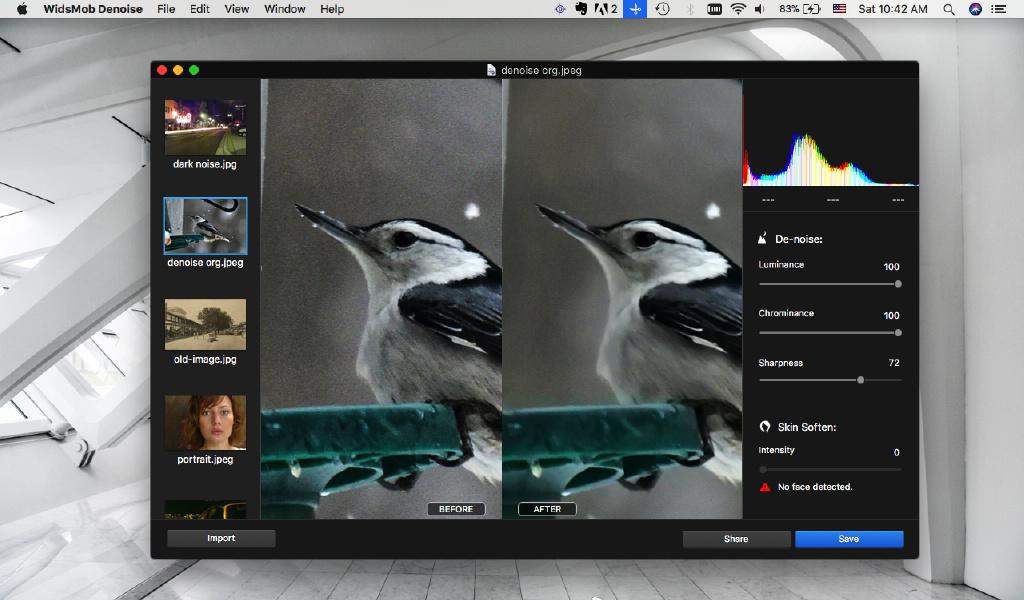 WidsMob Denoise File Edit View Window Help 2 83% Sat 10:42 AM
denoise org.jpeg
dark noise.jpg
denoise org.jpeg
old-image.jpg
portrait.jpeg
BEFORE
AFTER
--- --- ---
De-noise:
Luminance 100
Chrominance 100
Sharpness 72
Skin Soften:
Intensity 0
No face detected.
Import
Share
Save